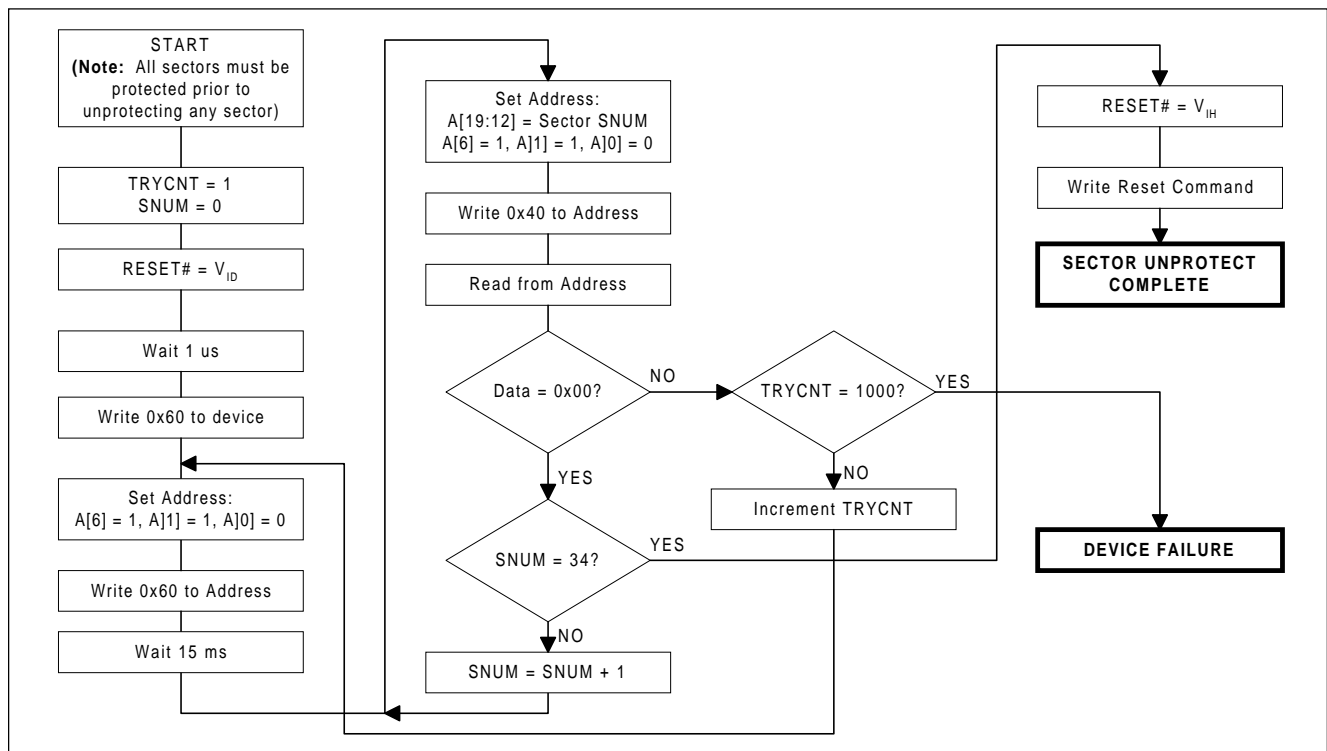 START
(Note: All sectors must be
protected prior to
unprotecting any sector)
TRYCNT = 1
SNUM = 0
RESET# = VID
Wait 1 us
Write 0x60 to device
Set Address:
A[6] = 1, A]1] = 1, A]0] = 0
Write 0x60 to Address
Wait 15 ms
Set Address:
A[19:12] = Sector SNUM
A[6] = 1, A]1] = 1, A]0] = 0
Write 0x40 to Address
Read from Address
Data = 0x00?
NO
YES
SNUM = 34?
YES
NO
SNUM = SNUM + 1
TRYCNT = 1000?
YES
NO
Increment TRYCNT
RESET# = VIH
Write Reset Command
SECTOR UNPROTECT
COMPLETE
DEVICE FAILURE